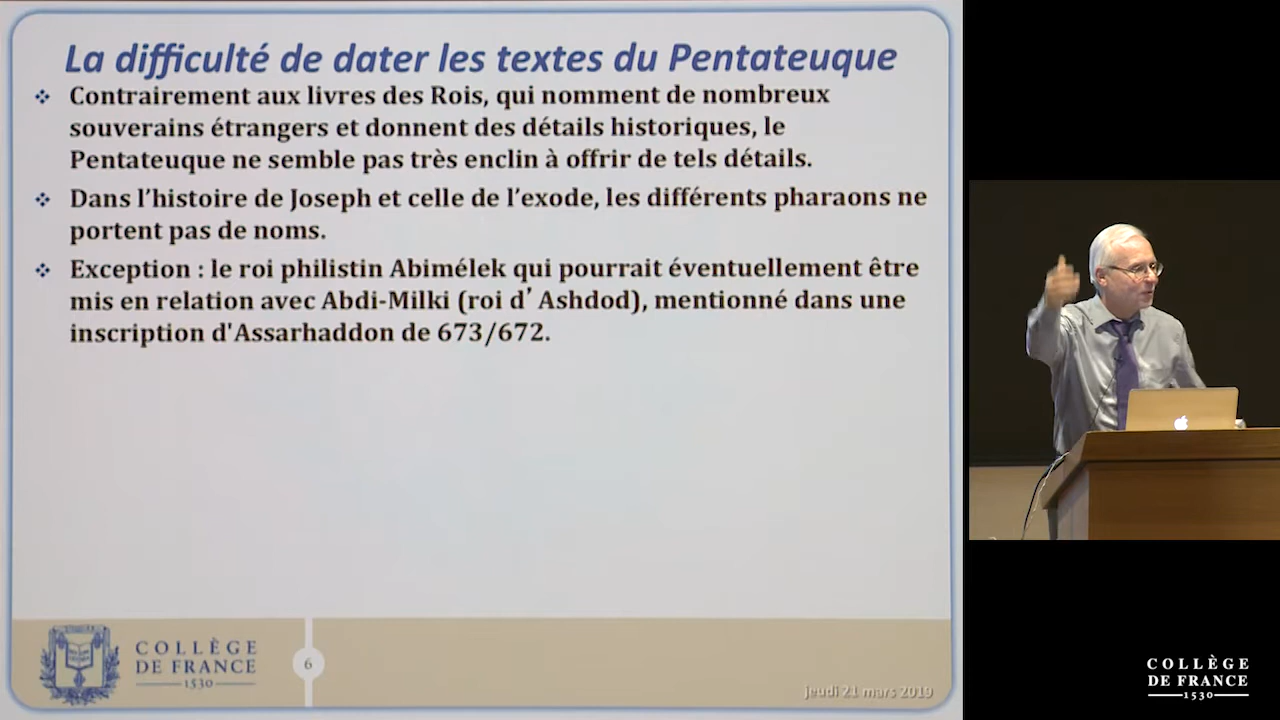 La difficulté de dater les textes du Pentateuque
❖ Contrairement aux livres des Rois, qui nomment de nombreux
souverains étrangers et donnent des détails historiques, le
Pentateuque ne semble pas très enclin à offrir de tels détails.
❖ Dans l’histoire de Joseph et celle de l’exode, les différents pharaons ne
portent pas de noms.
❖ Exception : le roi philistin Abimélek qui pourrait éventuellement être
mis en relation avec Abdi-Milki (roi d’ Ashdod), mentionné dans une
inscription d'Assarhaddon de 673/672.
COLLÈGE
DE FRANCE
1530
6
jeudi 21 mars 2019
COLLÈGE
DE FRANCE
1530